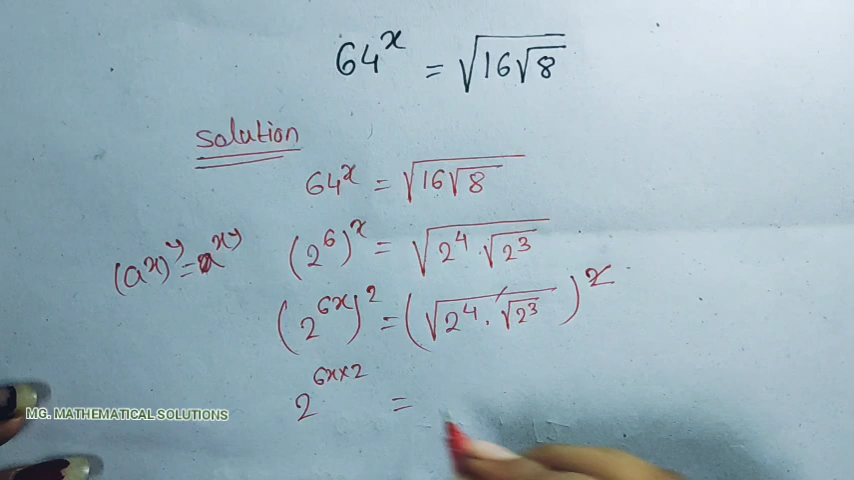 64^x = √(16√8)
Solution
64^x = √(16√8)
(a^x)^y = a^xy (2^6)^x = √(2^4 · √(2^3))
(2^6x)^2 = (√(2^4 · √(2^3)))^2
2^6x×2 =
MG. MATHEMATICAL SOLUTIONS